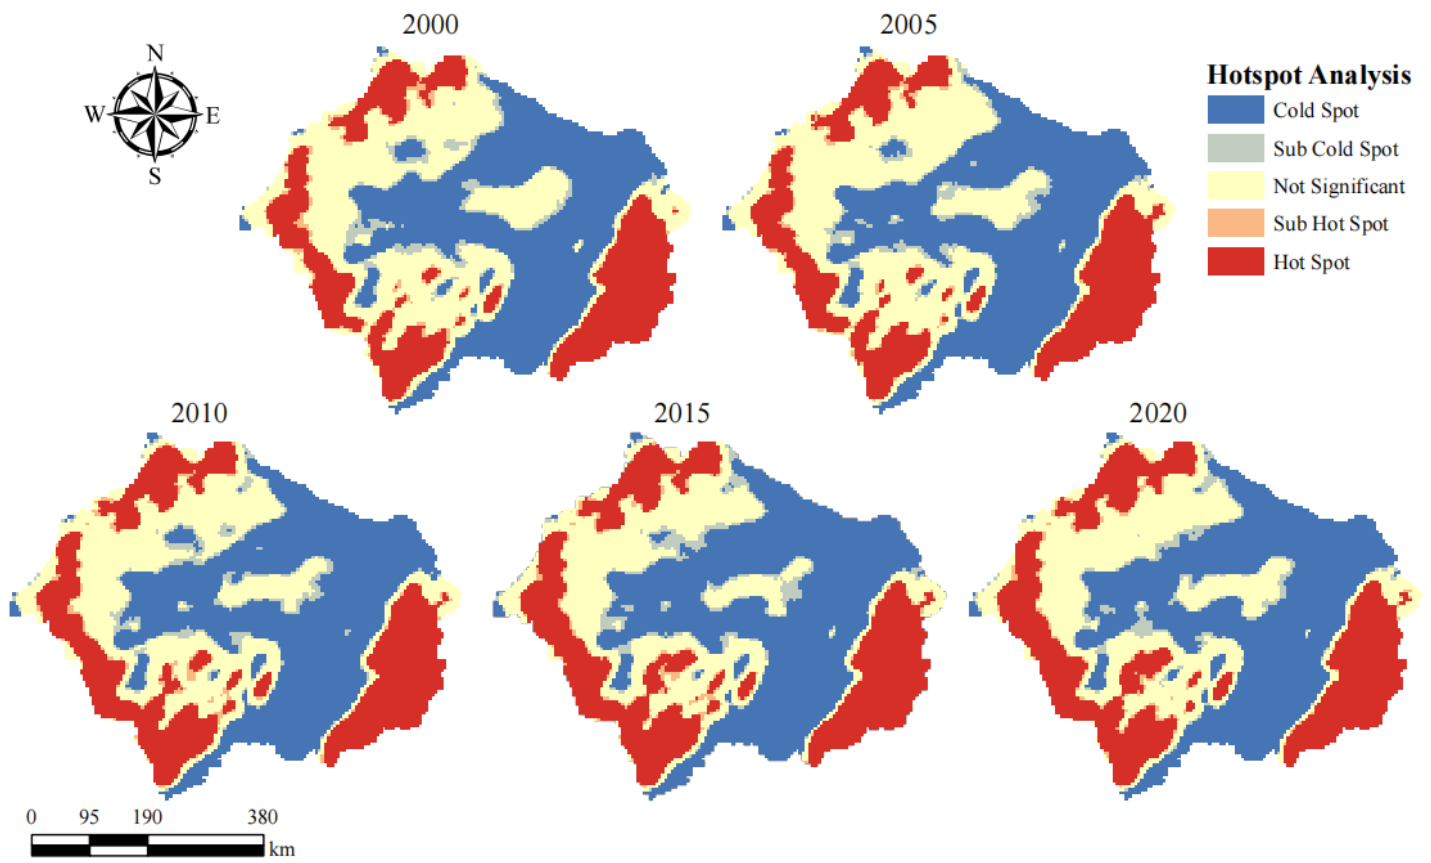 2000
2005
N
W E
S
Hotspot Analysis
Cold Spot
Sub Cold Spot
Not Significant
Sub Hot Spot
Hot Spot
2010
2015
2020
0 95 190 380
km